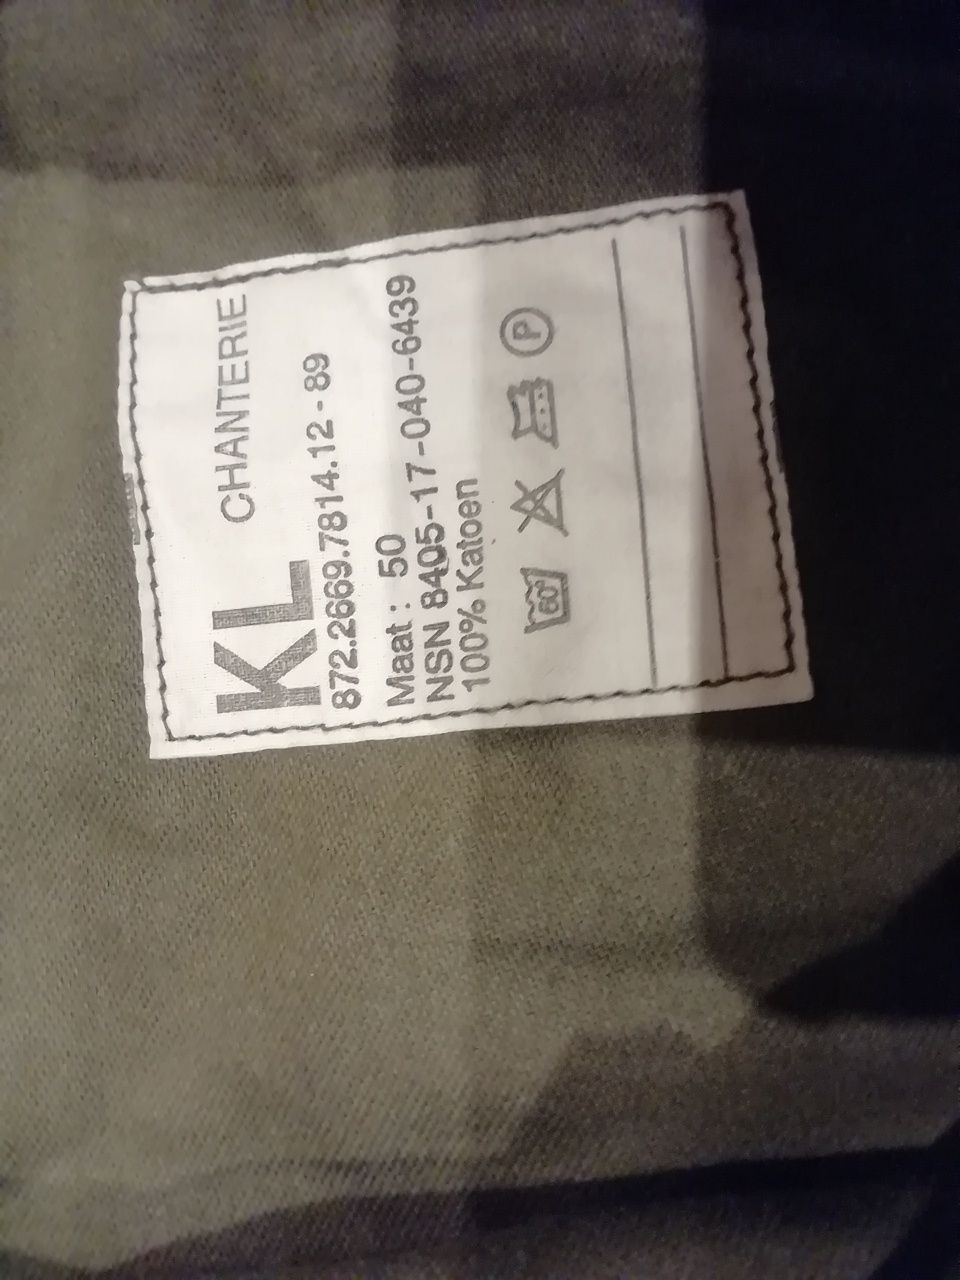 KL CHANTERIE
872.2669.7814.12-89
Maat : 50
NSN 8405-17-040-6439
100% Katoen
60° P